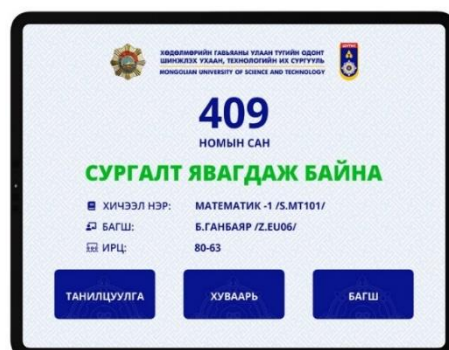 ХӨДӨЛМӨРИЙН ГАВЬЯАНЫ УЛААН ТУГИЙН ОДОНТ
ШИНЖЛЭХ УХААН, ТЕХНОЛОГИЙН ИХ СУРГУУЛЬ
MONGOLIAN UNIVERSITY OF SCIENCE AND TECHNOLOGY
409
НОМЫН САН
СУРГАЛТ ЯВАГДАЖ БАЙНА
ХИЧЭЭЛ НЭР: МАТЕМАТИК -1 /S.MT101/
БАГШ: Б.ГАНБАЯР /Z.EU06/
ИРЦ: 80-63
ТАНИЛЦУУЛГА ХУВААРЬ БАГШ